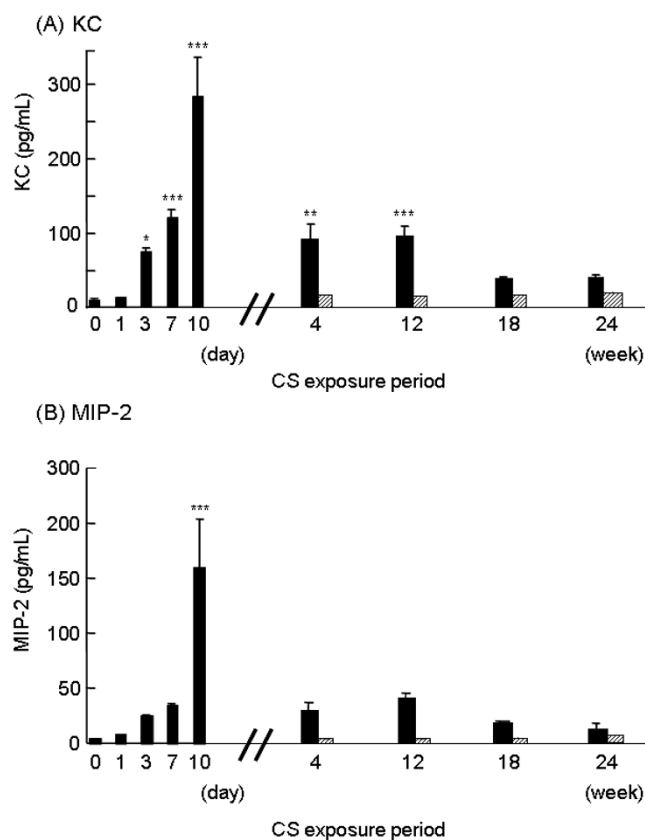 (A) KC
***
300
***
200
**
***
*
100
0
KC (pg/mL)
0 1 3 7 10 4 12 18 24
(day) (week)
CS exposure period
(B) MIP-2
300
250
***
200
150
100
50
0
MIP-2 (pg/mL)
0 1 3 7 10 4 12 18 24
(day) (week)
CS exposure period